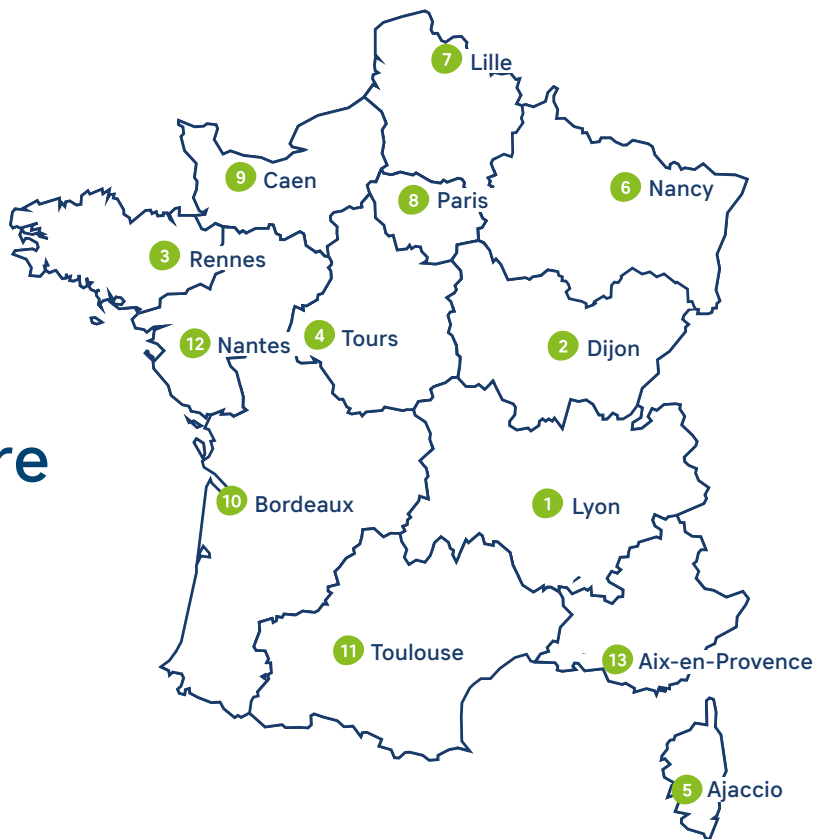 7 Lille
9 Caen
8 Paris
6 Nancy
3 Rennes
12 Nantes
4 Tours
2 Dijon
re
10 Bordeaux
1 Lyon
11 Toulouse
13 Aix-en-Provence
5 Ajaccio